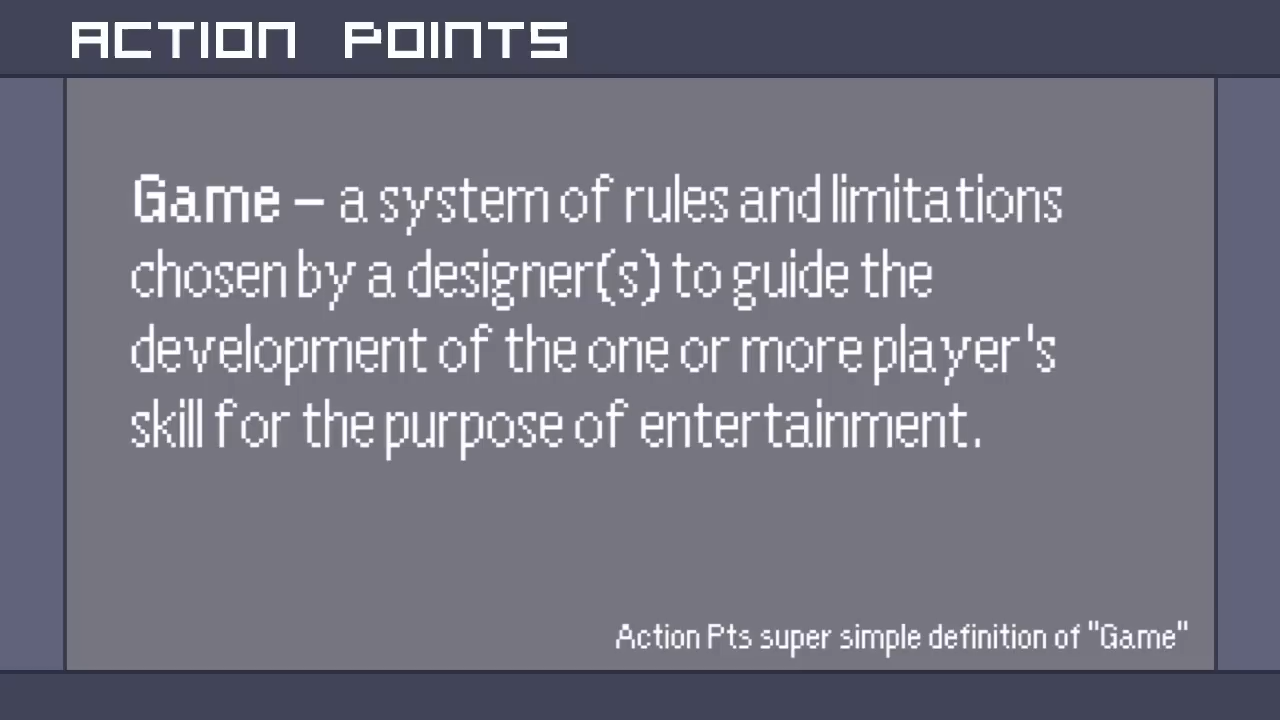 ACTION POINTS
Game – a system of rules and limitations
chosen by a designer(s) to guide the
development of the one or more player's
skill for the purpose of entertainment.
Action Pts super simple definition of "Game"